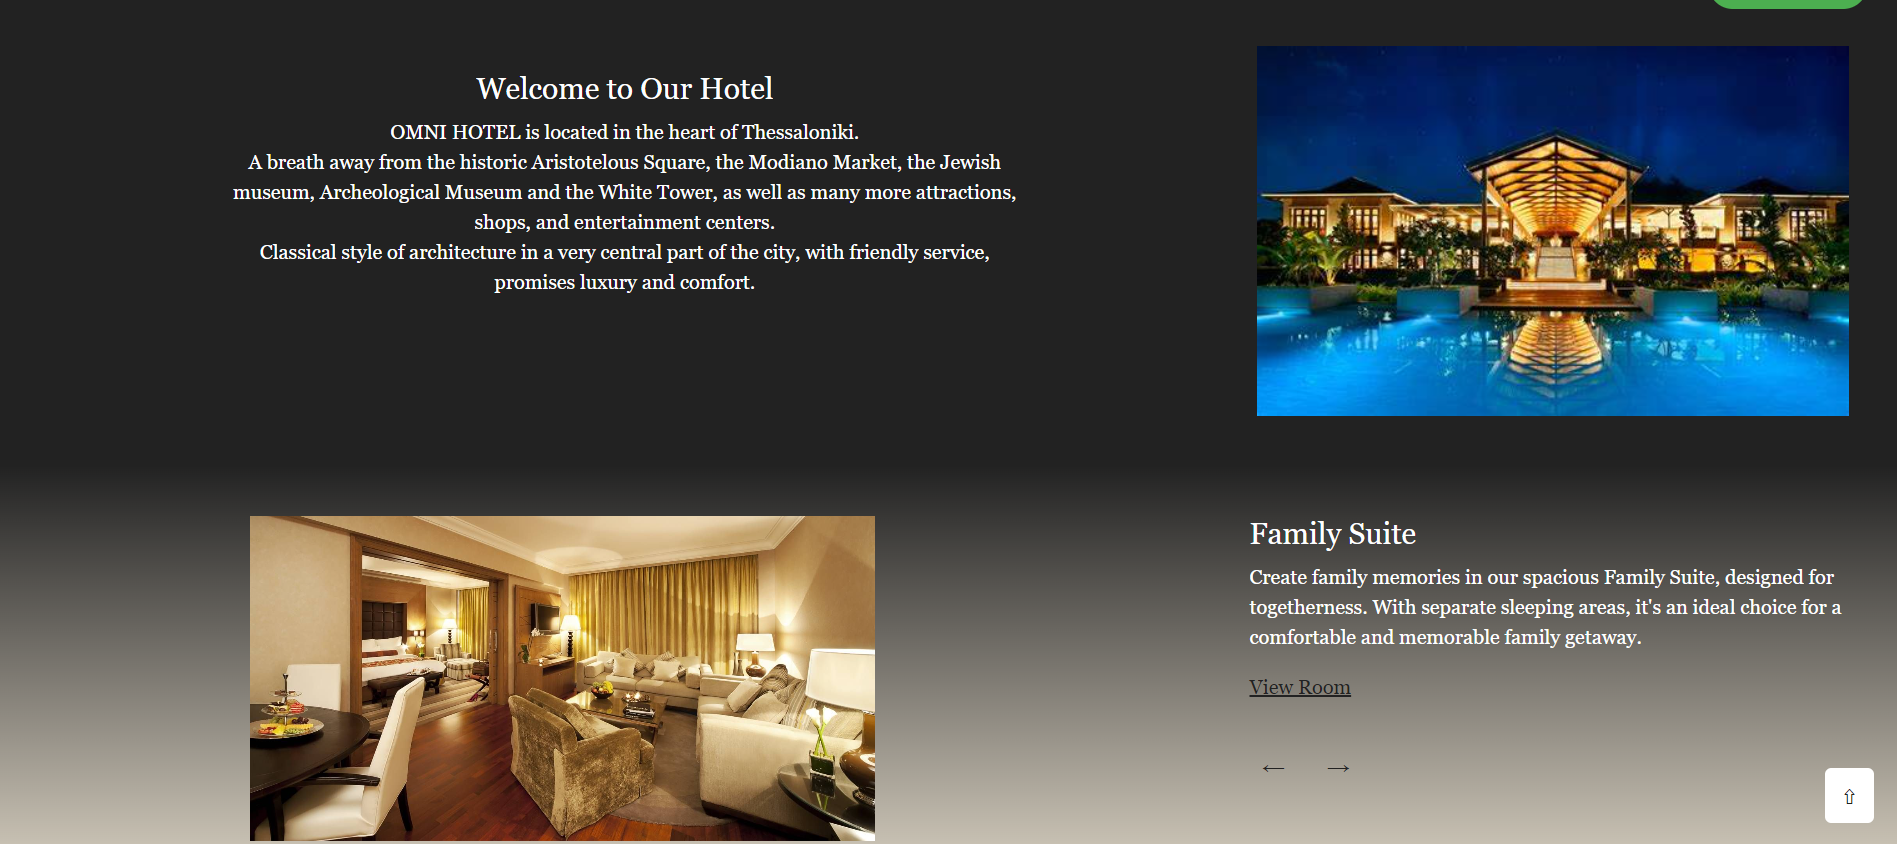 Welcome to Our Hotel
OMNI HOTEL is located in the heart of Thessaloniki.
A breath away from the historic Aristotelous Square, the Modiano Market, the Jewish
museum, Archeological Museum and the White Tower, as well as many more attractions,
shops, and entertainment centers.
Classical style of architecture in a very central part of the city, with friendly service,
promises luxury and comfort.
Family Suite
Create family memories in our spacious Family Suite, designed for
togetherness. With separate sleeping areas, it's an ideal choice for a
comfortable and memorable family getaway.
View Room
← →
⇧